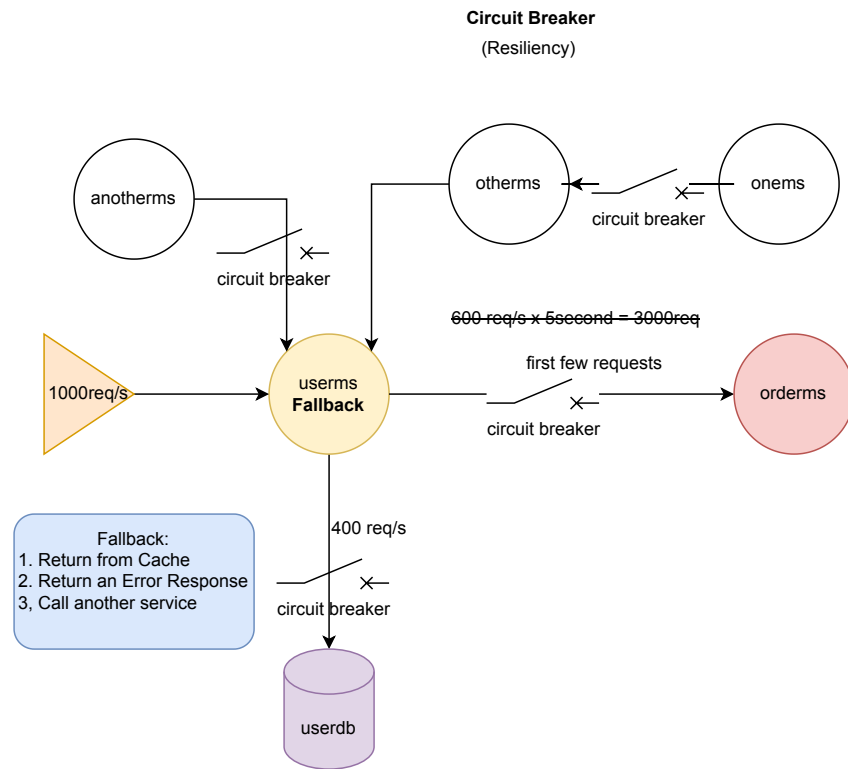 Circuit Breaker
(Resiliency)
anotherms
otherms
onems
circuit breaker
circuit breaker
600 req/s x 5second = 3000req
first few requests
1000req/s
userms
Fallback
orderms
circuit breaker
400 req/s
Fallback:
1. Return from Cache
2. Return an Error Response
3, Call another service
circuit breaker
userdb